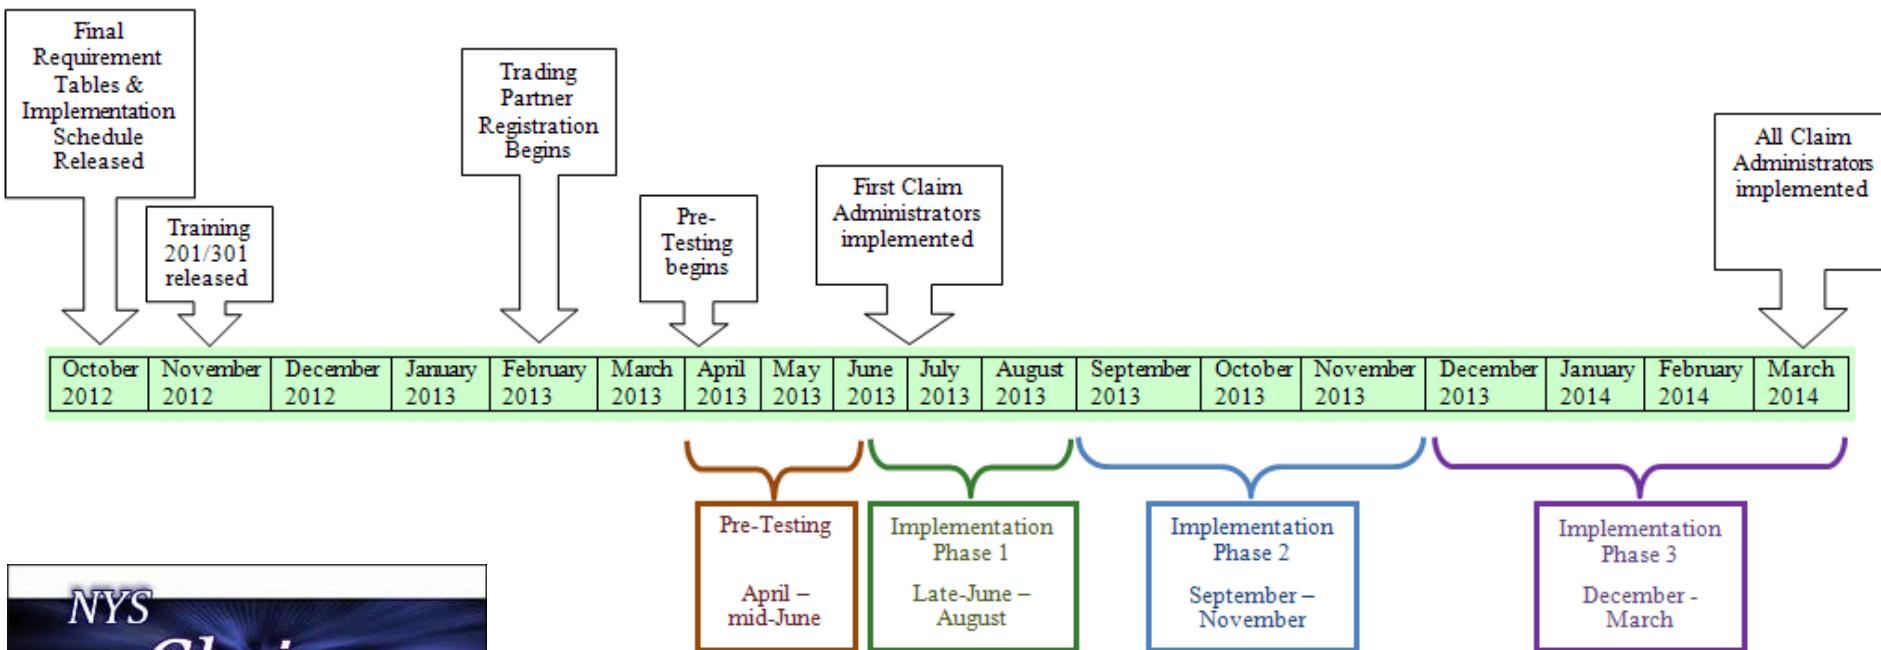 Final
Requirement
Tables &
Implementation
Schedule
Released
Training
201/301
released
Trading
Partner
Registration
Begins
Pre-
Testing
begins
First Claim
Administrators
implemented
All Claim
Administrators
implemented
October 2012
November 2012
December 2012
January 2013
February 2013
March 2013
April 2013
May 2013
June 2013
July 2013
August 2013
September 2013
October 2013
November 2013
December 2013
January 2014
February 2014
March 2014
Pre-Testing
April –
mid-June
Implementation
Phase 1
Late-June –
August
Implementation
Phase 2
September –
November
Implementation
Phase 3
December -
March
NYS